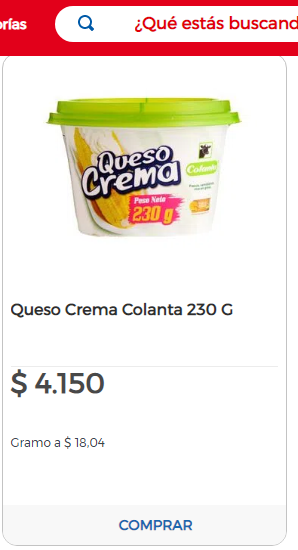 rías
¿Qué estás buscand
Queso
Crema
Colanta
Peso Neto
230 g
Queso Crema Colanta 230 G
$ 4.150
Gramo a $ 18,04
COMPRAR